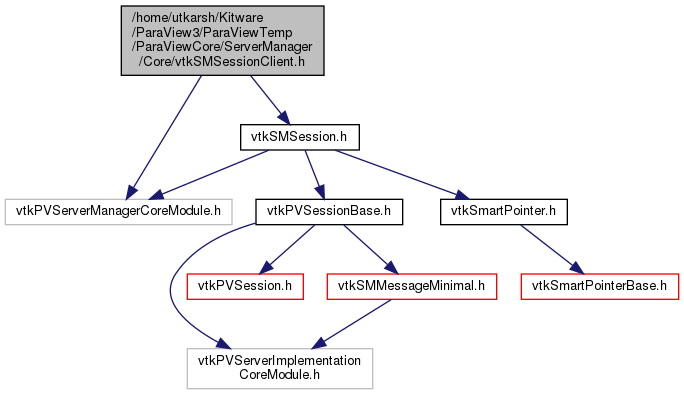 /home/utkarsh/Kitware
/ParaView3/ParaViewTemp
/ParaViewCore/ServerManager
/Core/vtkSMSessionClient.h
vtkSMSession.h
vtkPVServerManagerCoreModule.h
vtkPVSessionBase.h
vtkSmartPointer.h
vtkPVSession.h
vtkSMMessageMinimal.h
vtkSmartPointerBase.h
vtkPVServerImplementation
CoreModule.h